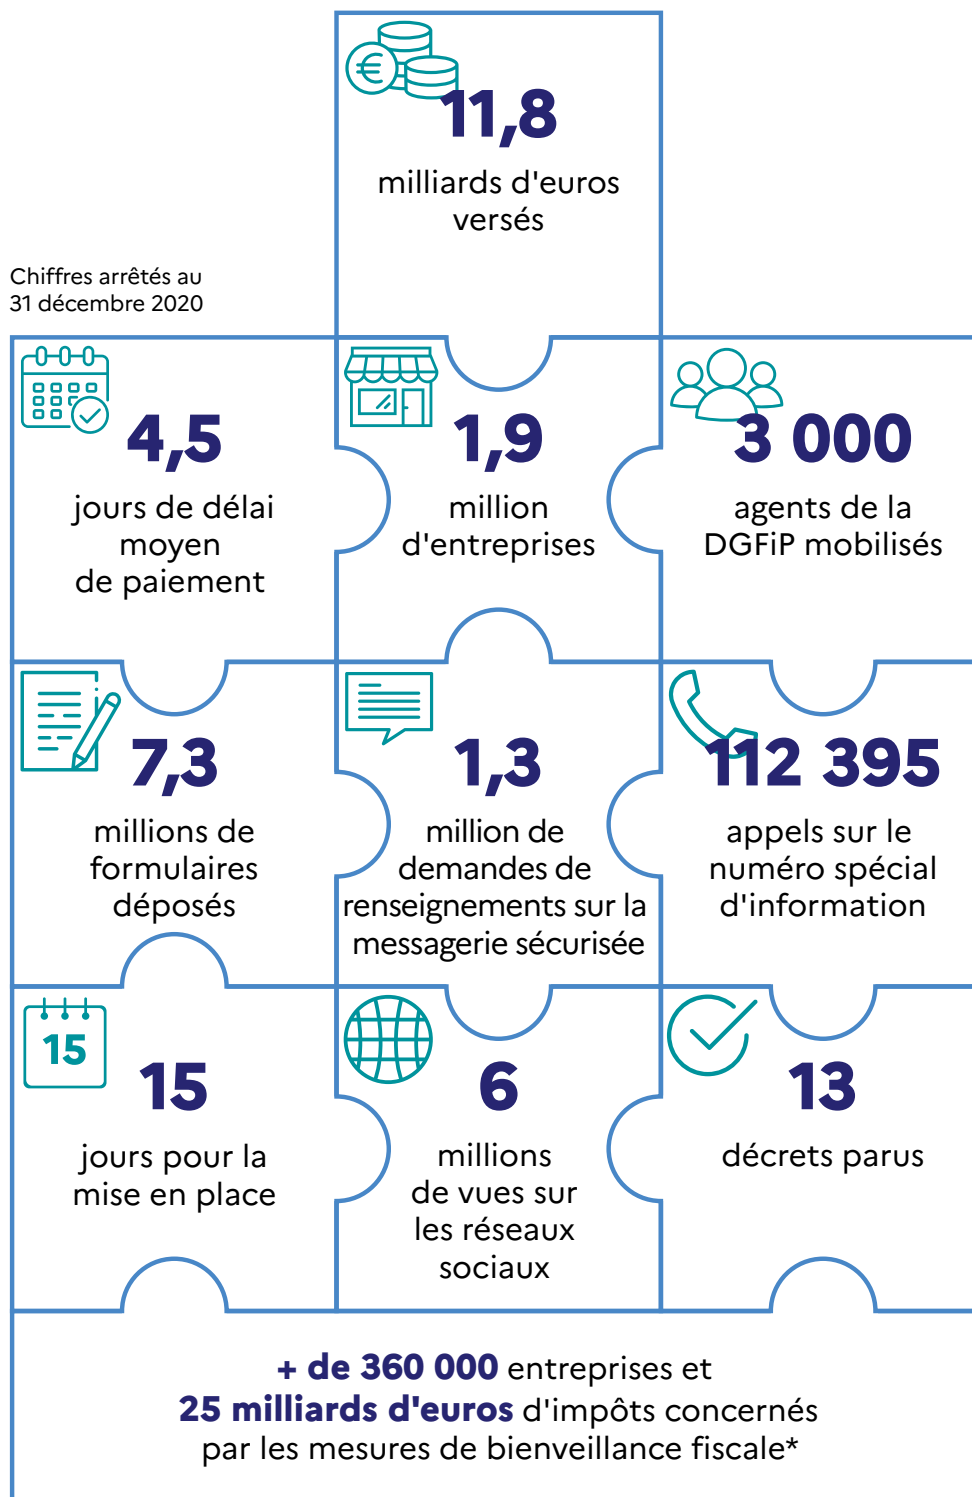 11,8
milliards d'euros
versés
Chiffres arrêtés au
31 décembre 2020
4,5
jours de délai
moyen
de paiement
1,9
million
d'entreprises
3 000
agents de la
DGFiP mobilisés
7,3
millions de
formulaires
déposés
1,3
million de
demandes de
renseignements sur la
messagerie sécurisée
112 395
appels sur le
numéro spécial
d'information
15
15
jours pour la
mise en place
6
millions
de vues sur
les réseaux
sociaux
13
décrets parus
+ de 360 000 entreprises et
25 milliards d'euros d'impôts concernés
par les mesures de bienveillance fiscale*